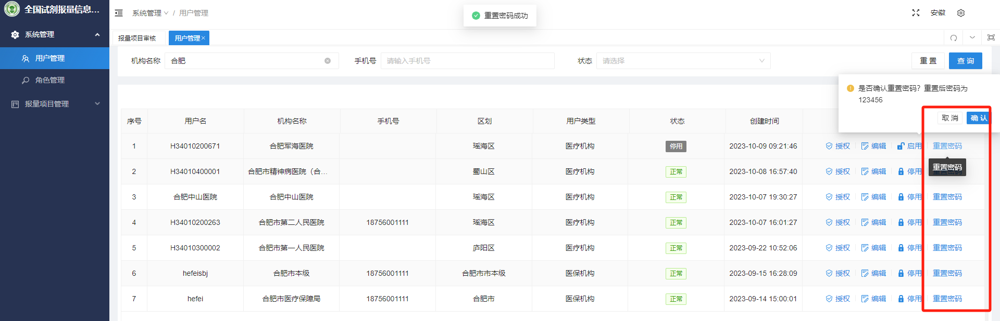 全国试剂报量信息...
系统管理 / 用户管理
重置密码成功
安徽
系统管理
用户管理
角色管理
报量项目管理
报量项目审核 用户管理
机构名称 合肥 手机号 请输入手机号 状态 请选择 重置 查询
是否确认重置密码？重置后密码为
123456
取消 确认
序号 用户名 机构名称 手机号 区划 用户类型 状态 创建时间
1 H34010200671 合肥军海医院 瑶海区 医疗机构 停用 2023-10-09 09:21:46 授权 编辑 启用 重置密码
2 H34010400001 合肥市精神病医院（合... 蜀山区 医疗机构 正常 2023-10-08 16:57:40 授权 编辑 停用 重置密码
3 合肥中山医院 合肥中山医院 瑶海区 医疗机构 正常 2023-10-07 19:30:27 授权 编辑 停用 重置密码
4 H34010200263 合肥市第二人民医院 18756001111 瑶海区 医疗机构 正常 2023-10-07 16:01:27 授权 编辑 停用 重置密码
5 H34010300002 合肥市第一人民医院 庐阳区 医疗机构 正常 2023-09-22 10:52:06 授权 编辑 停用 重置密码
6 hefeisbj 合肥市本级 18756001111 合肥市市本级 医保机构 正常 2023-09-15 16:28:09 授权 编辑 停用 重置密码
7 hefei 合肥市医疗保障局 18756001111 合肥市 医保机构 正常 2023-09-14 15:00:01 授权 编辑 停用 重置密码